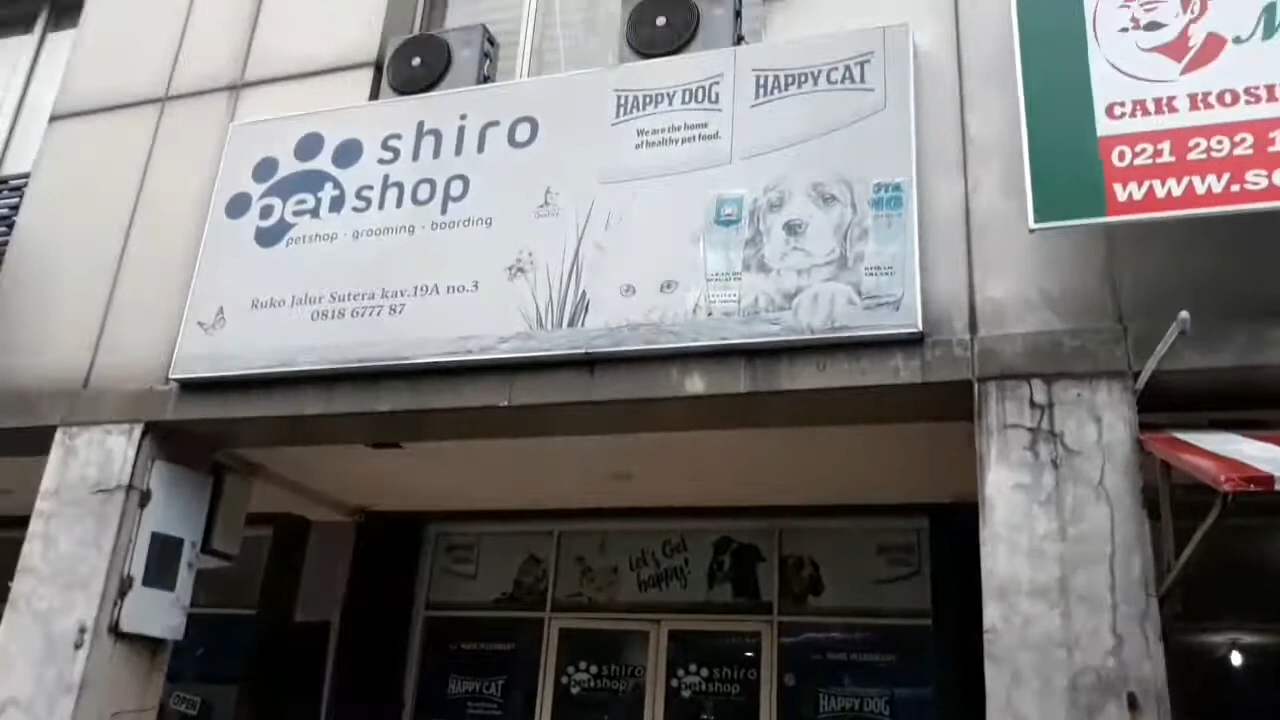 shiro
pet shop
petshop - grooming - boarding
Ruko Jalur Sutera kav.19A no.3
0818 6777 87
HAPPY DOG
We are the home
of healthy pet food.
HAPPY CAT
CAK KOSI
021 292 1
www.s
Let's Get
happy!
shiro
pet shop
shiro
pet shop
HAPPY CAT
HAPPY DOG
OPEN